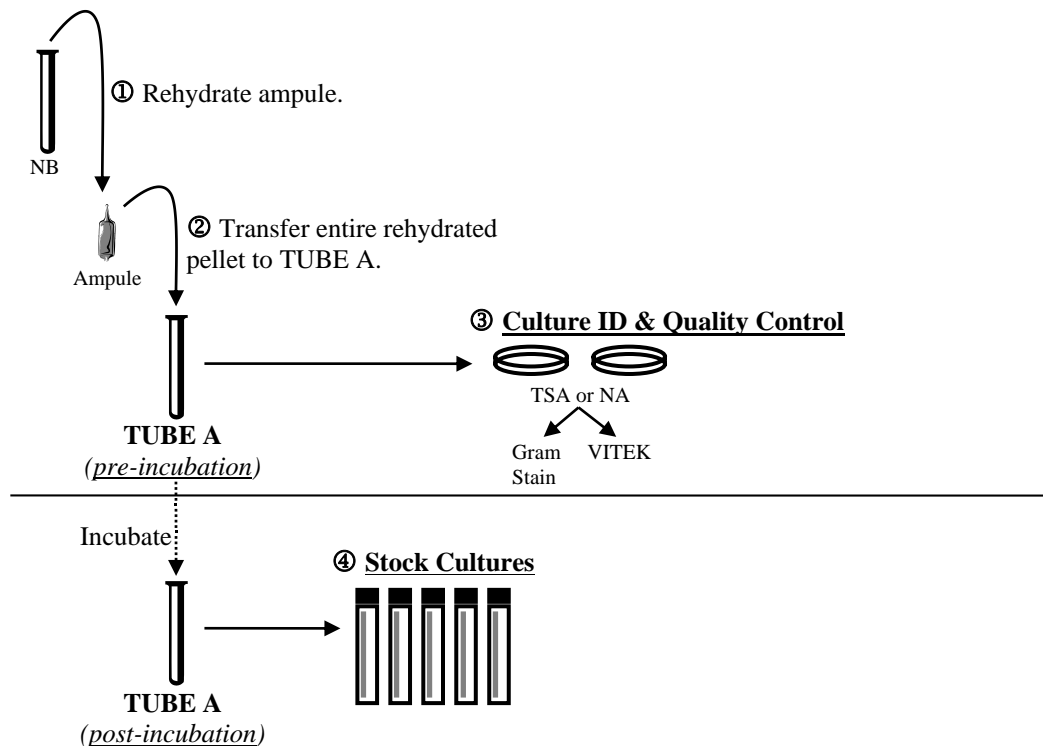 ① Rehydrate ampule.
NB
② Transfer entire rehydrated
pellet to TUBE A.
Ampule
③ Culture ID & Quality Control
TSA or NA
TUBE A
(pre-incubation)
Gram VITEK
Stain
Incubate
④ Stock Cultures
TUBE A
(post-incubation)